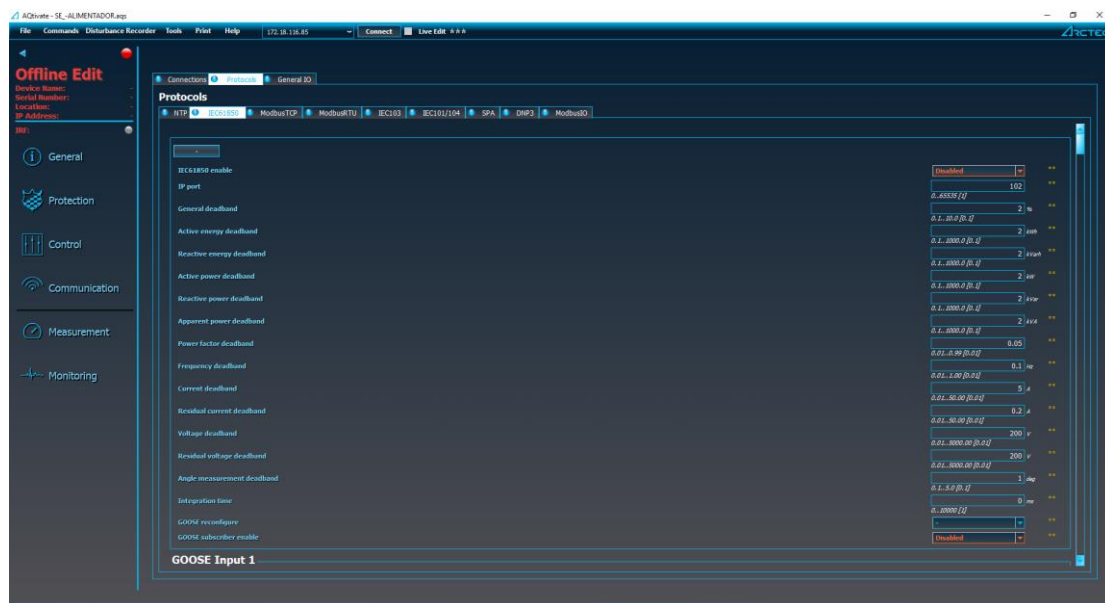 AQtivate - SE_-ALIMENTADOR.aqs
File Commands Disturbance Recorder Tools Print Help 172.18.116.85 Connect Live Edit ☆☆☆ ARCTEQ
Offline Edit
Device Name: -
Serial Number: -
Location: -
IP Address: -
IRF:
General
Protection
Control
Communication
Measurement
Monitoring
Connections Protocols General IO
Protocols
NTP IEC61850 ModbusTCP ModbusRTU IEC103 IEC101/104 SPA DNP3 ModbusIO
-
IEC61850 enable Disabled **
IP port 102 **
0..65535 [1]
General deadband 2 % **
0.1..10.0 [0.1]
Active energy deadband 2 kWh **
0.1..1000.0 [0.1]
Reactive energy deadband 2 kVarh **
0.1..1000.0 [0.1]
Active power deadband 2 kW **
0.1..1000.0 [0.1]
Reactive power deadband 2 kVar **
0.1..1000.0 [0.1]
Apparent power deadband 2 kVA **
0.1..1000.0 [0.1]
Power factor deadband 0.05 **
0.01..0.99 [0.01]
Frequency deadband 0.1 Hz **
0.01..1.00 [0.01]
Current deadband 5 A **
0.01..50.00 [0.01]
Residual current deadband 0.2 A **
0.01..50.00 [0.01]
Voltage deadband 200 V **
0.01..5000.00 [0.01]
Residual voltage deadband 200 V **
0.01..5000.00 [0.01]
Angle measurement deadband 1 deg **
0.1..5.0 [0.1]
Integration time 0 ms **
0..10000 [1]
GOOSE reconfigure - **
GOOSE subscriber enable Disabled **
GOOSE Input 1